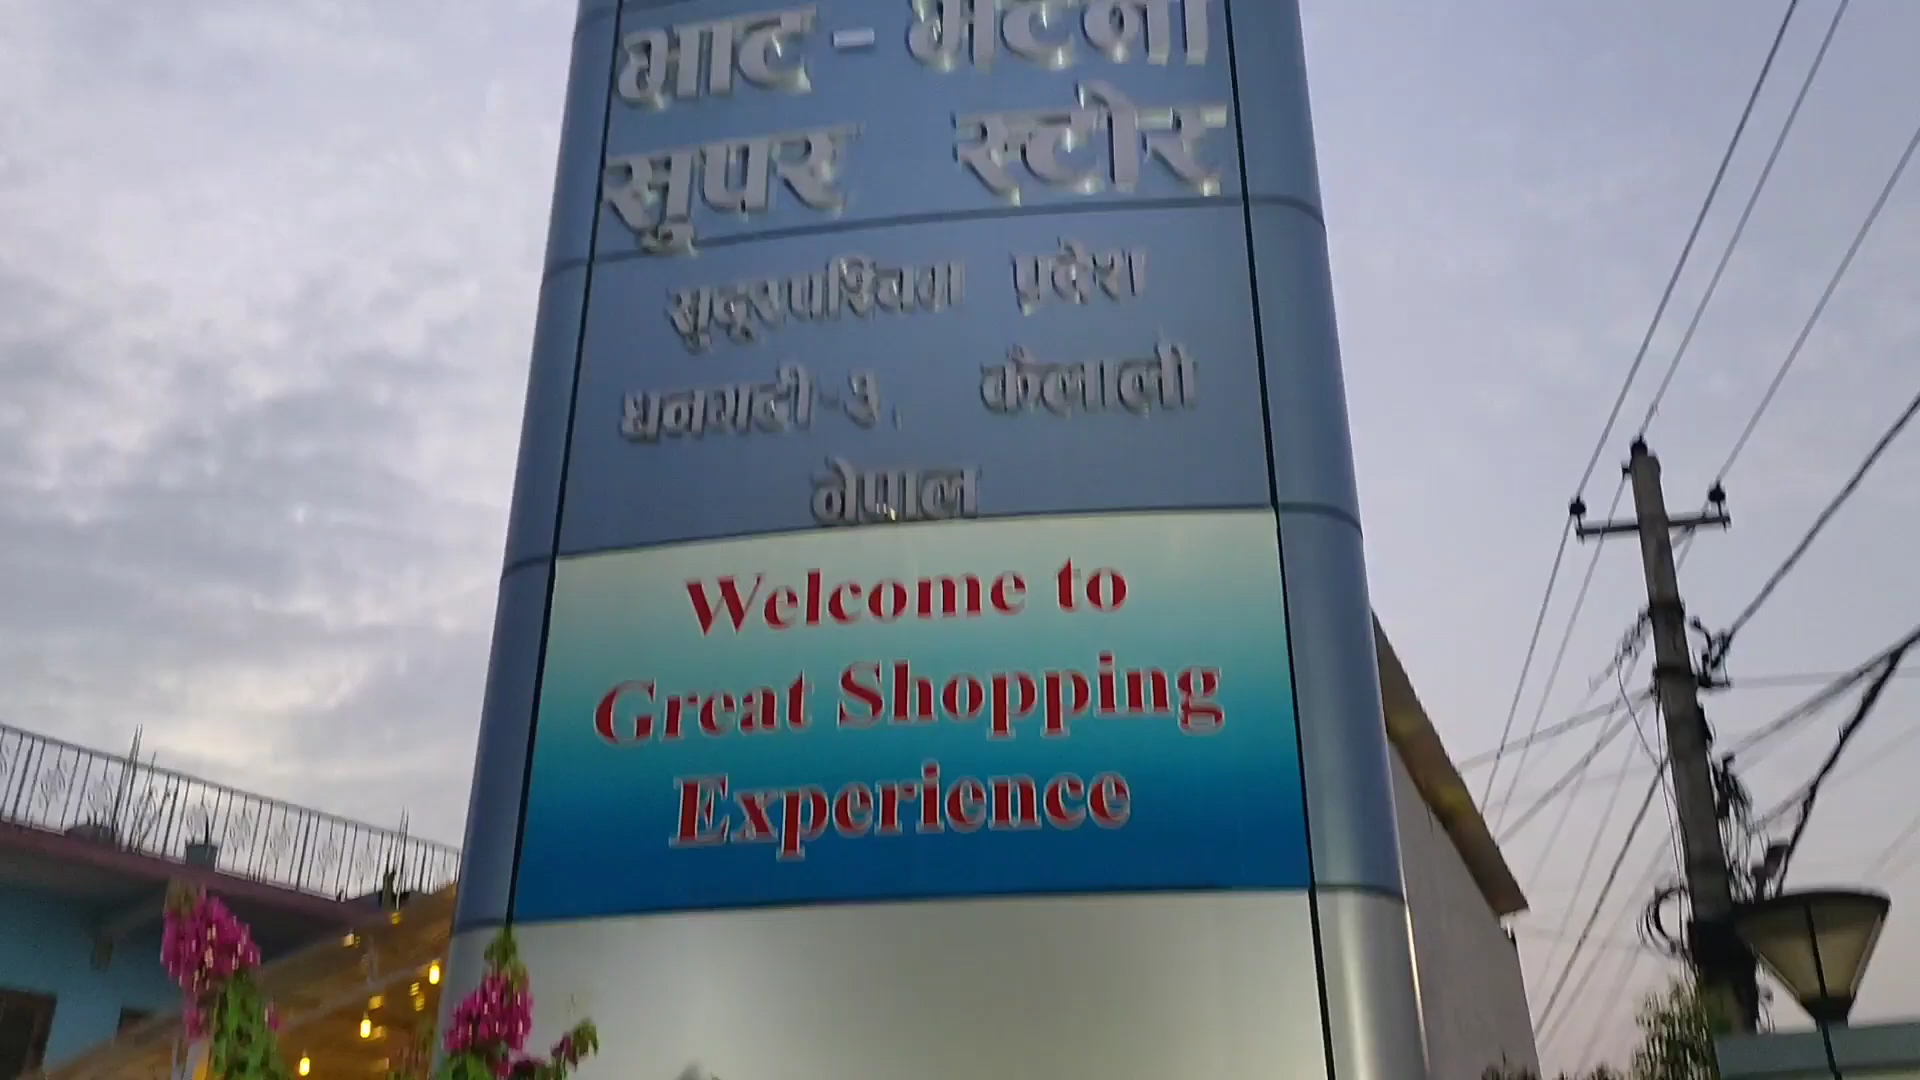 भाट - भटेनी
सुपर स्टोर
सुदूरपश्चिम प्रदेश
धनगढी-३, कैलाली
नेपाल
Welcome to
Great Shopping
Experience